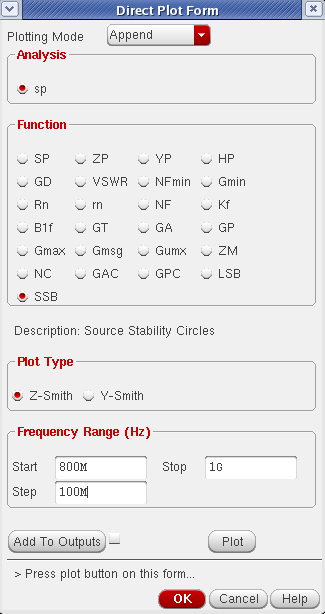 Direct Plot Form
Plotting Mode Append
Analysis
sp
Function
SP ZP YP HP
GD VSWR NFmin Gmin
Rn rn NF Kf
B1f GT GA GP
Gmax Gmsg Gumx ZM
NC GAC GPC LSB
SSB
Description: Source Stability Circles
Plot Type
Z-Smith Y-Smith
Frequency Range (Hz)
Start 800M Stop 1G
Step 100M
Add To Outputs Plot
> Press plot button on this form...
OK Cancel Help